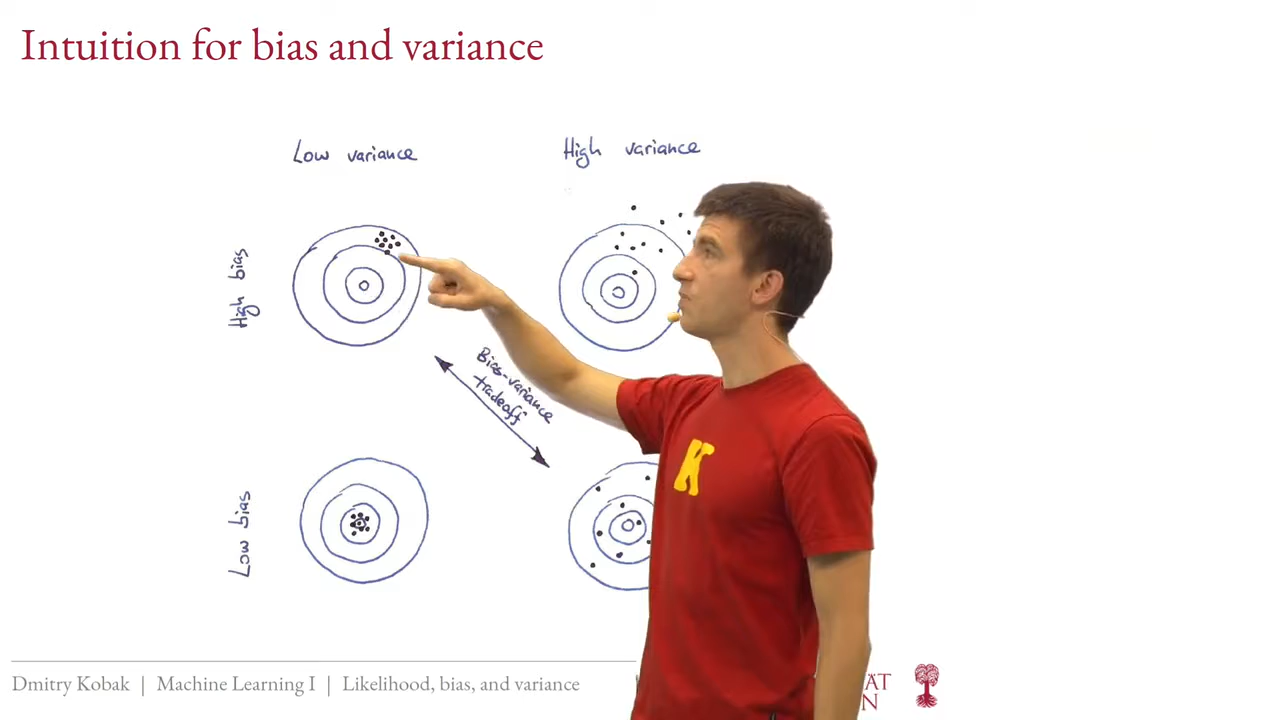 Intuition for bias and variance
Low variance
High variance
High bias
Bias-variance
tradeoff
Low bias
K
Dmitry Kobak | Machine Learning I | Likelihood, bias, and variance
ÄT
N